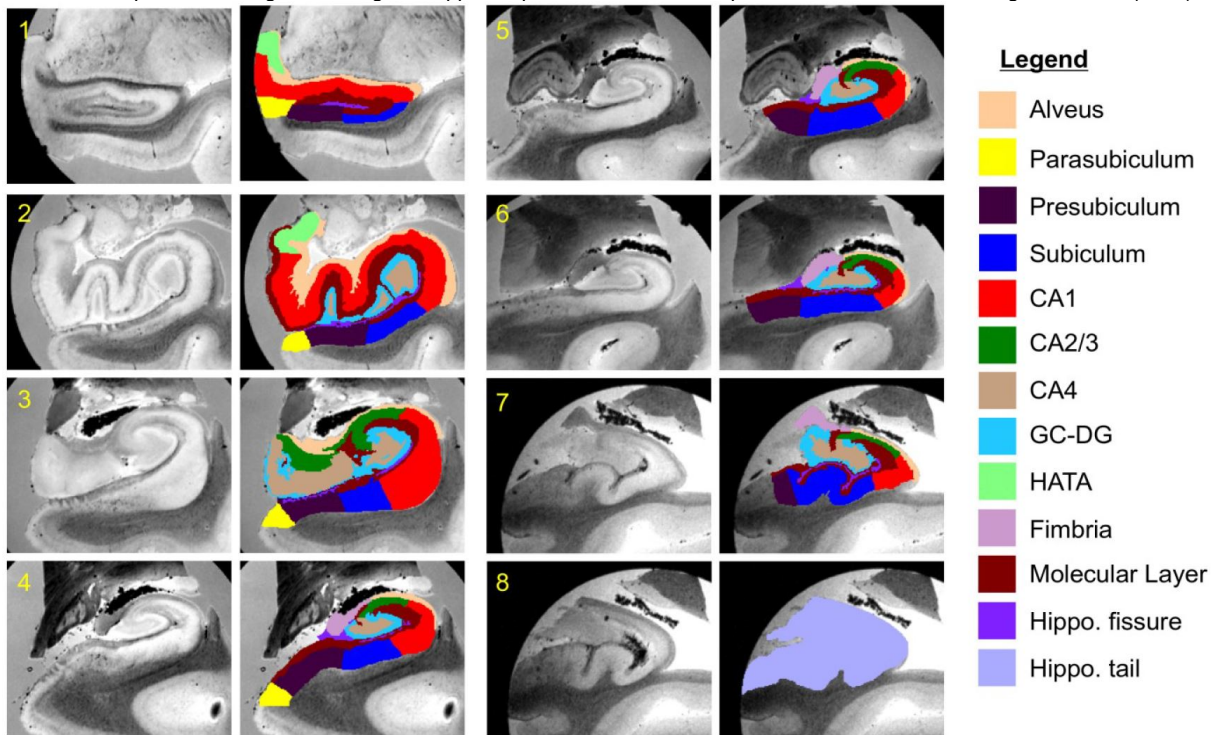 1
2
3
4
5
6
7
8
Legend
Alveus
Parasubiculum
Presubiculum
Subiculum
CA1
CA2/3
CA4
GC-DG
HATA
Fimbria
Molecular Layer
Hippo. fissure
Hippo. tail